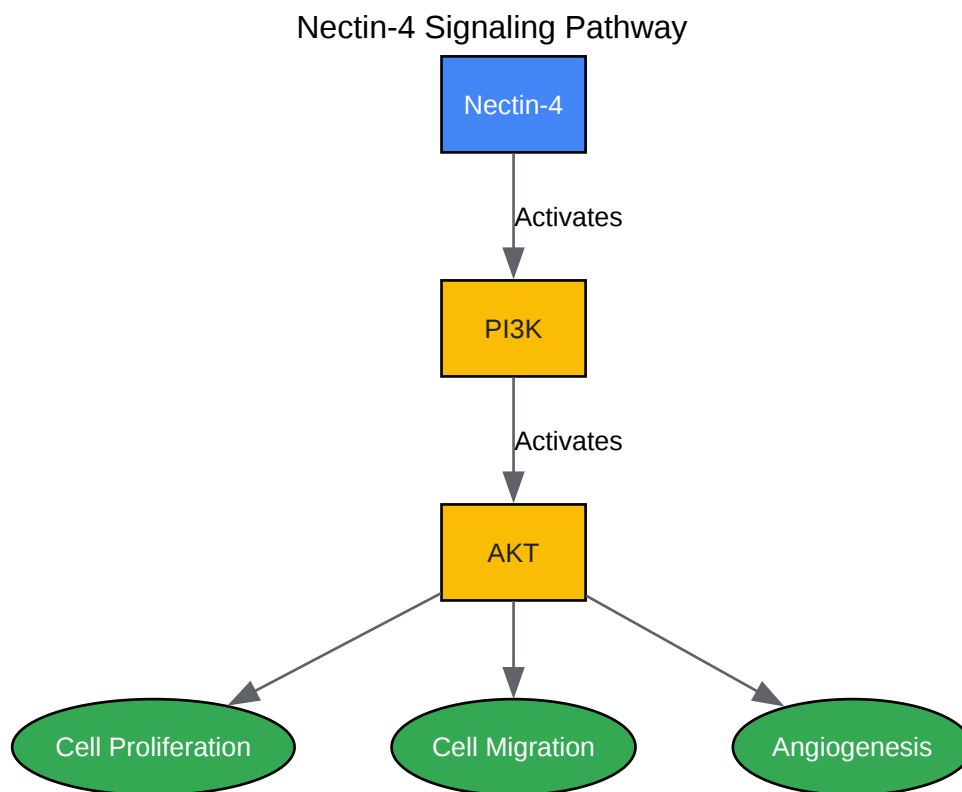 Nectin-4 Signaling Pathway
Nectin-4
Activates
PI3K
Activates
AKT
Cell Proliferation
Cell Migration
Angiogenesis